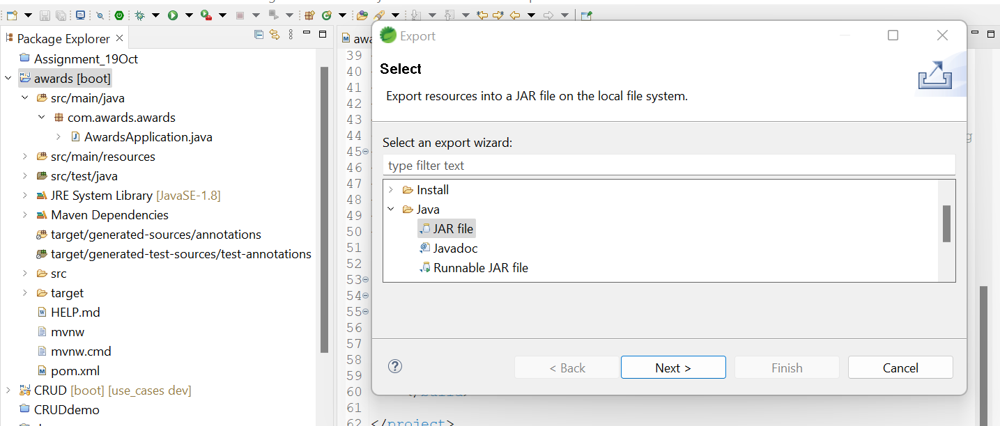 Package Explorer
Assignment_19Oct
awards [boot]
src/main/java
com.awards.awards
AwardsApplication.java
src/main/resources
src/test/java
JRE System Library [JavaSE-1.8]
Maven Dependencies
target/generated-sources/annotations
target/generated-test-sources/test-annotations
src
target
HELP.md
mvnw
mvnw.cmd
pom.xml
CRUD [boot] [use_cases dev]
CRUDdemo
awa
39
40
41
42
43
44
45
46
47
48
49
50
51
52
53
54
55
56
57
58
59
60
61
62 </project>
Export
Select
Export resources into a JAR file on the local file system.
Select an export wizard:
type filter text
Install
Java
JAR file
Javadoc
Runnable JAR file
?
< Back
Next >
Finish
Cancel
g